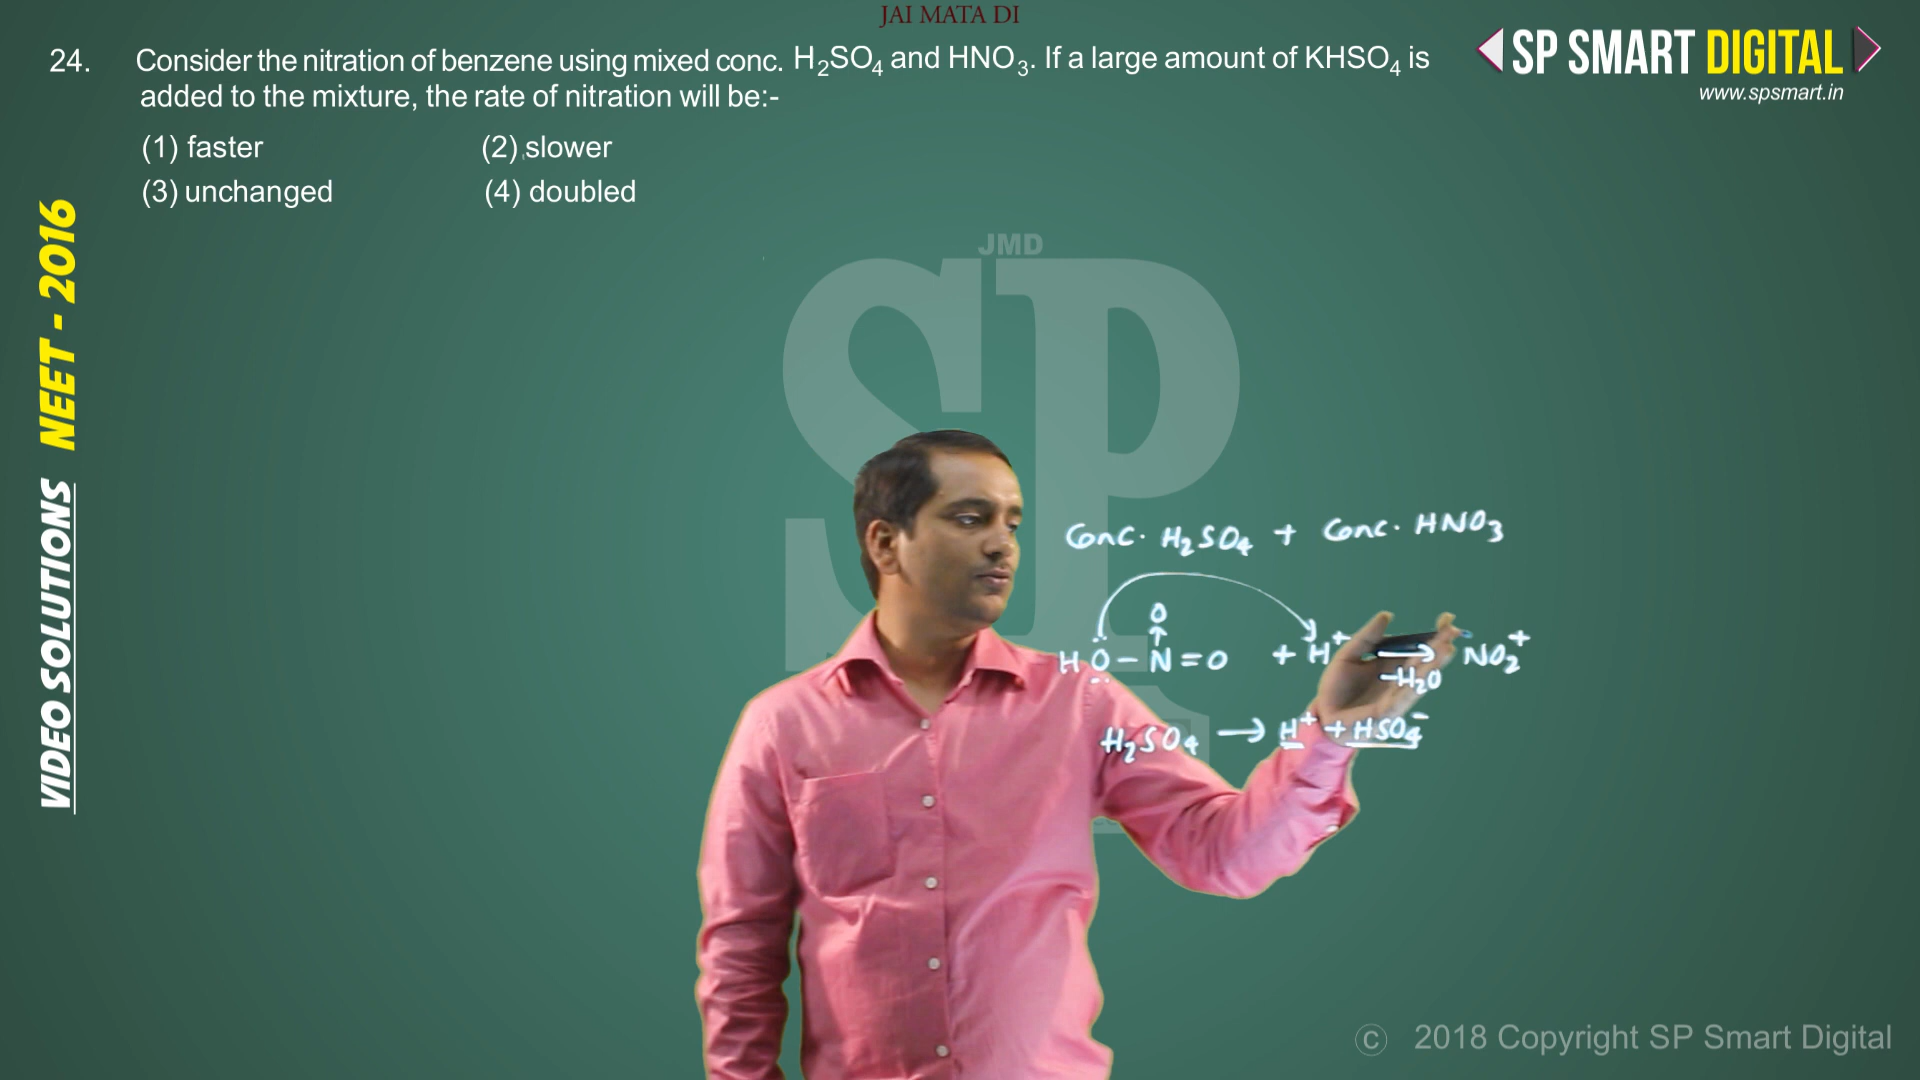 JAI MATA DI
24. Consider the nitration of benzene using mixed conc. H₂SO₄ and HNO₃. If a large amount of KHSO₄ is
added to the mixture, the rate of nitration will be:-
(1) faster (2) slower
(3) unchanged (4) doubled
SP SMART DIGITAL
www.spsmart.in
VIDEO SOLUTIONS NEET - 2016
JMD
SP
Conc. H₂SO₄ + Conc. HNO₃
O
↑
HO – N = O + H⁺ → NO₂⁺
–H₂O
H₂SO₄ → H⁺ + HSO₄⁻
© 2018 Copyright SP Smart Digital